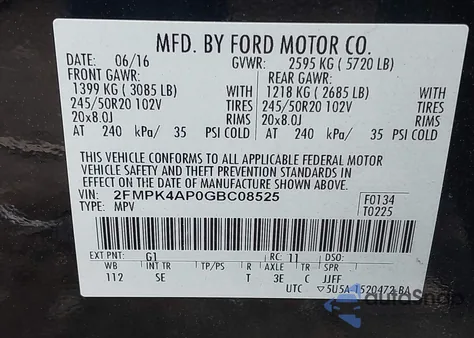 MFD. BY FORD MOTOR CO.
DATE: 06/16 GVWR: 2595 KG ( 5720 LB)
FRONT GAWR: REAR GAWR:
1399 KG ( 3085 LB) WITH 1218 KG ( 2685 LB) WITH
245/50R20 102V TIRES 245/50R20 102V TIRES
20x8.0J RIMS 20x8.0J RIMS
AT 240 kPa/ 35 PSI COLD AT 240 kPa/ 35 PSI COLD
THIS VEHICLE CONFORMS TO ALL APPLICABLE FEDERAL MOTOR
VEHICLE SAFETY AND THEFT PREVENTION STANDARDS IN EFFECT
ON THE DATE OF MANUFACTURE SHOWN ABOVE.
VIN: 2FMPK4AP0GBC08525 F0134
TYPE: MPV T0225
EXT PNT: G1 RC: 11 DSO:
WB INT TR TP/PS R AXLE TR SPR
112 SE T 3E C JJFF
UTC ▽5U5A-1520472-BA
AutoSnap